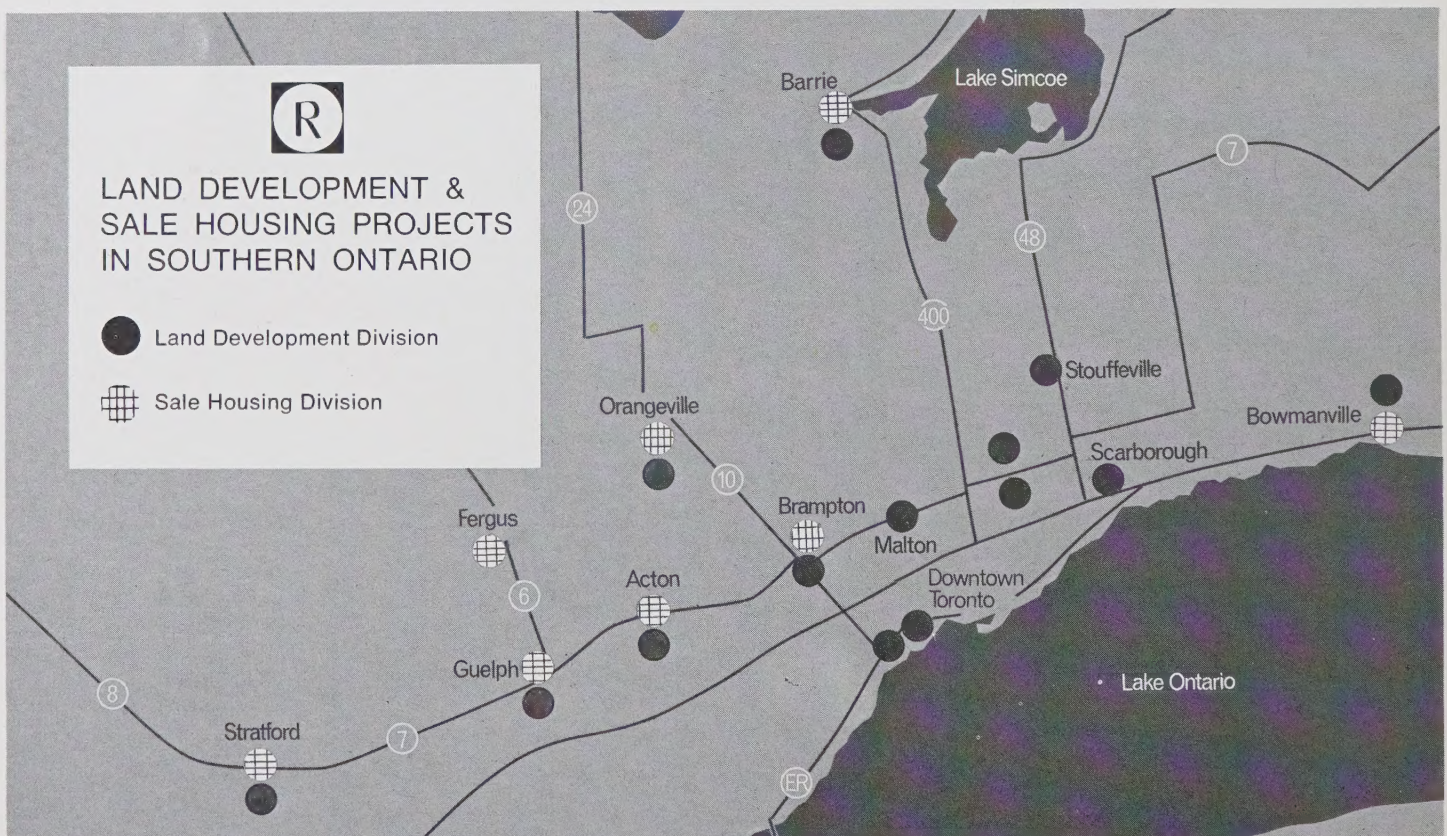 R
LAND DEVELOPMENT &
SALE HOUSING PROJECTS
IN SOUTHERN ONTARIO
Land Development Division
Sale Housing Division
Barrie
Lake Simcoe
7
24
48
400
Stouffeville
Orangeville
Bowmanville
Scarborough
10
Brampton
Fergus
Malton
Acton
Downtown
Toronto
6
Guelph
Lake Ontario
8
Stratford
7
ER